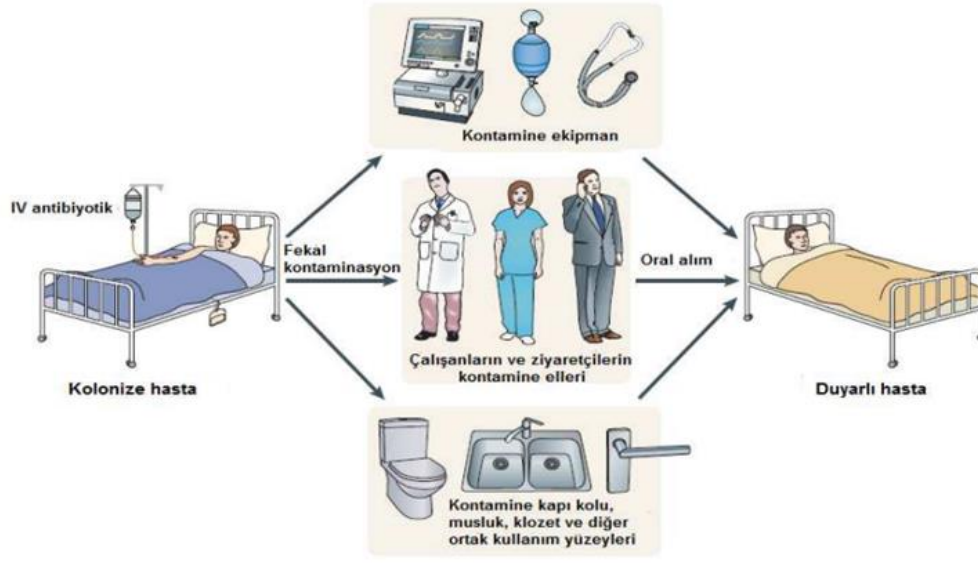 Kontamine ekipman
IV antibiyotik
Fekal
kontaminasyon
Oral alım
Çalışanların ve ziyaretçilerin
kontamine elleri
Kolonize hasta
Duyarlı hasta
Kontamine kapı kolu,
musluk, klozet ve diğer
ortak kullanım yüzeyleri